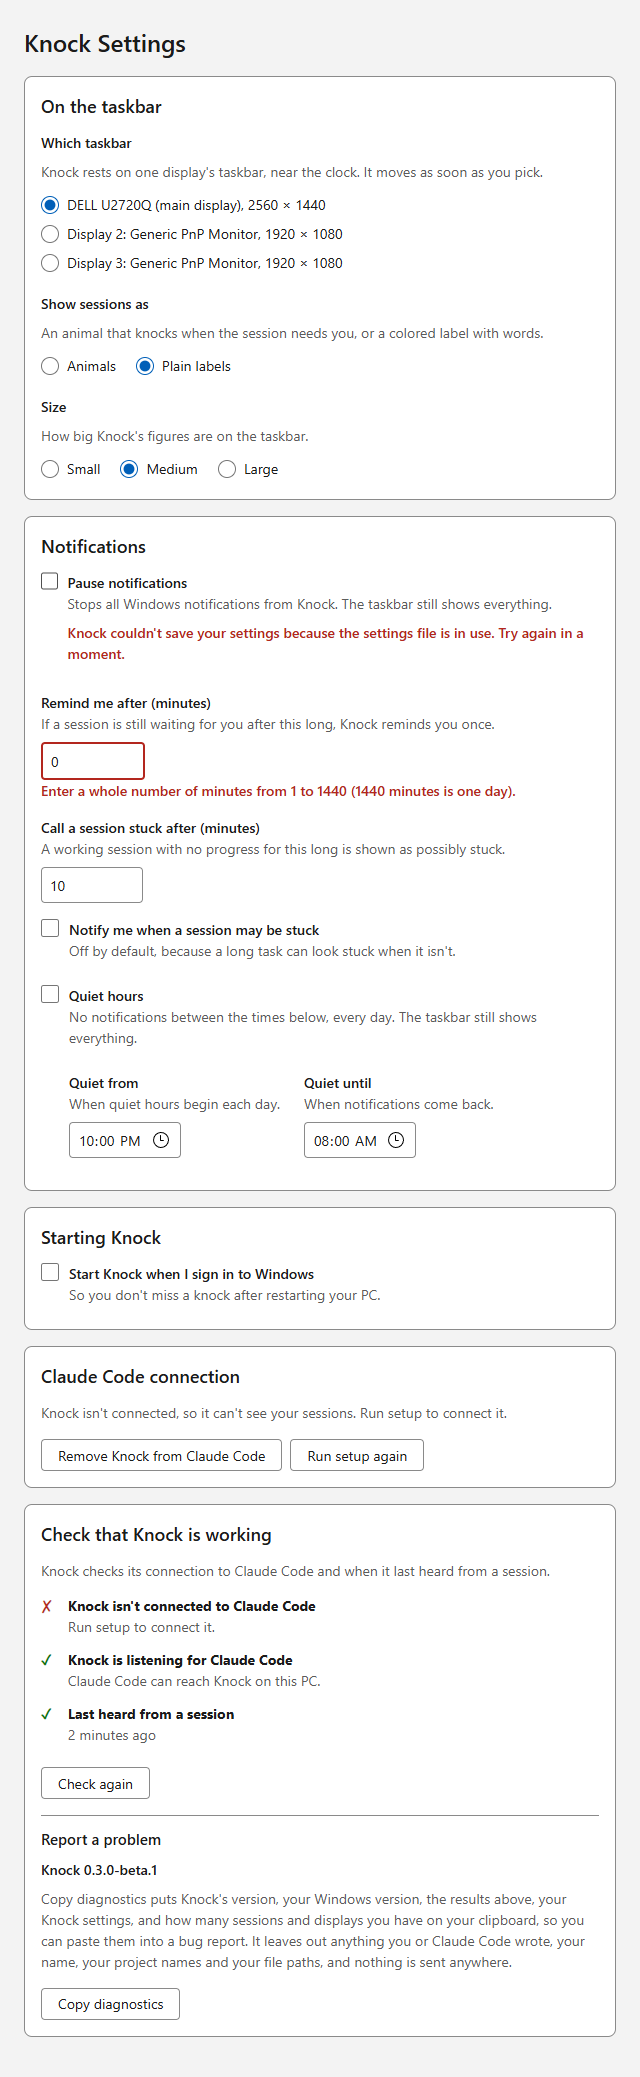 Knock Settings
On the taskbar
Which taskbar
Knock rests on one display's taskbar, near the clock. It moves as soon as you pick.
DELL U2720Q (main display), 2560 × 1440
Display 2: Generic PnP Monitor, 1920 × 1080
Display 3: Generic PnP Monitor, 1920 × 1080
Show sessions as
An animal that knocks when the session needs you, or a colored label with words.
Animals Plain labels
Size
How big Knock's figures are on the taskbar.
Small Medium Large
Notifications
Pause notifications
Stops all Windows notifications from Knock. The taskbar still shows everything.
Knock couldn't save your settings because the settings file is in use. Try again in a
moment.
Remind me after (minutes)
If a session is still waiting for you after this long, Knock reminds you once.
0
Enter a whole number of minutes from 1 to 1440 (1440 minutes is one day).
Call a session stuck after (minutes)
A working session with no progress for this long is shown as possibly stuck.
10
Notify me when a session may be stuck
Off by default, because a long task can look stuck when it isn't.
Quiet hours
No notifications between the times below, every day. The taskbar still shows
everything.
Quiet from Quiet until
When quiet hours begin each day. When notifications come back.
10:00 PM 08:00 AM
Starting Knock
Start Knock when I sign in to Windows
So you don't miss a knock after restarting your PC.
Claude Code connection
Knock isn't connected, so it can't see your sessions. Run setup to connect it.
Remove Knock from Claude Code Run setup again
Check that Knock is working
Knock checks its connection to Claude Code and when it last heard from a session.
✗ Knock isn't connected to Claude Code
Run setup to connect it.
✓ Knock is listening for Claude Code
Claude Code can reach Knock on this PC.
✓ Last heard from a session
2 minutes ago
Check again
Report a problem
Knock 0.3.0-beta.1
Copy diagnostics puts Knock's version, your Windows version, the results above, your
Knock settings, and how many sessions and displays you have on your clipboard, so you
can paste them into a bug report. It leaves out anything you or Claude Code wrote, your
name, your project names and your file paths, and nothing is sent anywhere.
Copy diagnostics